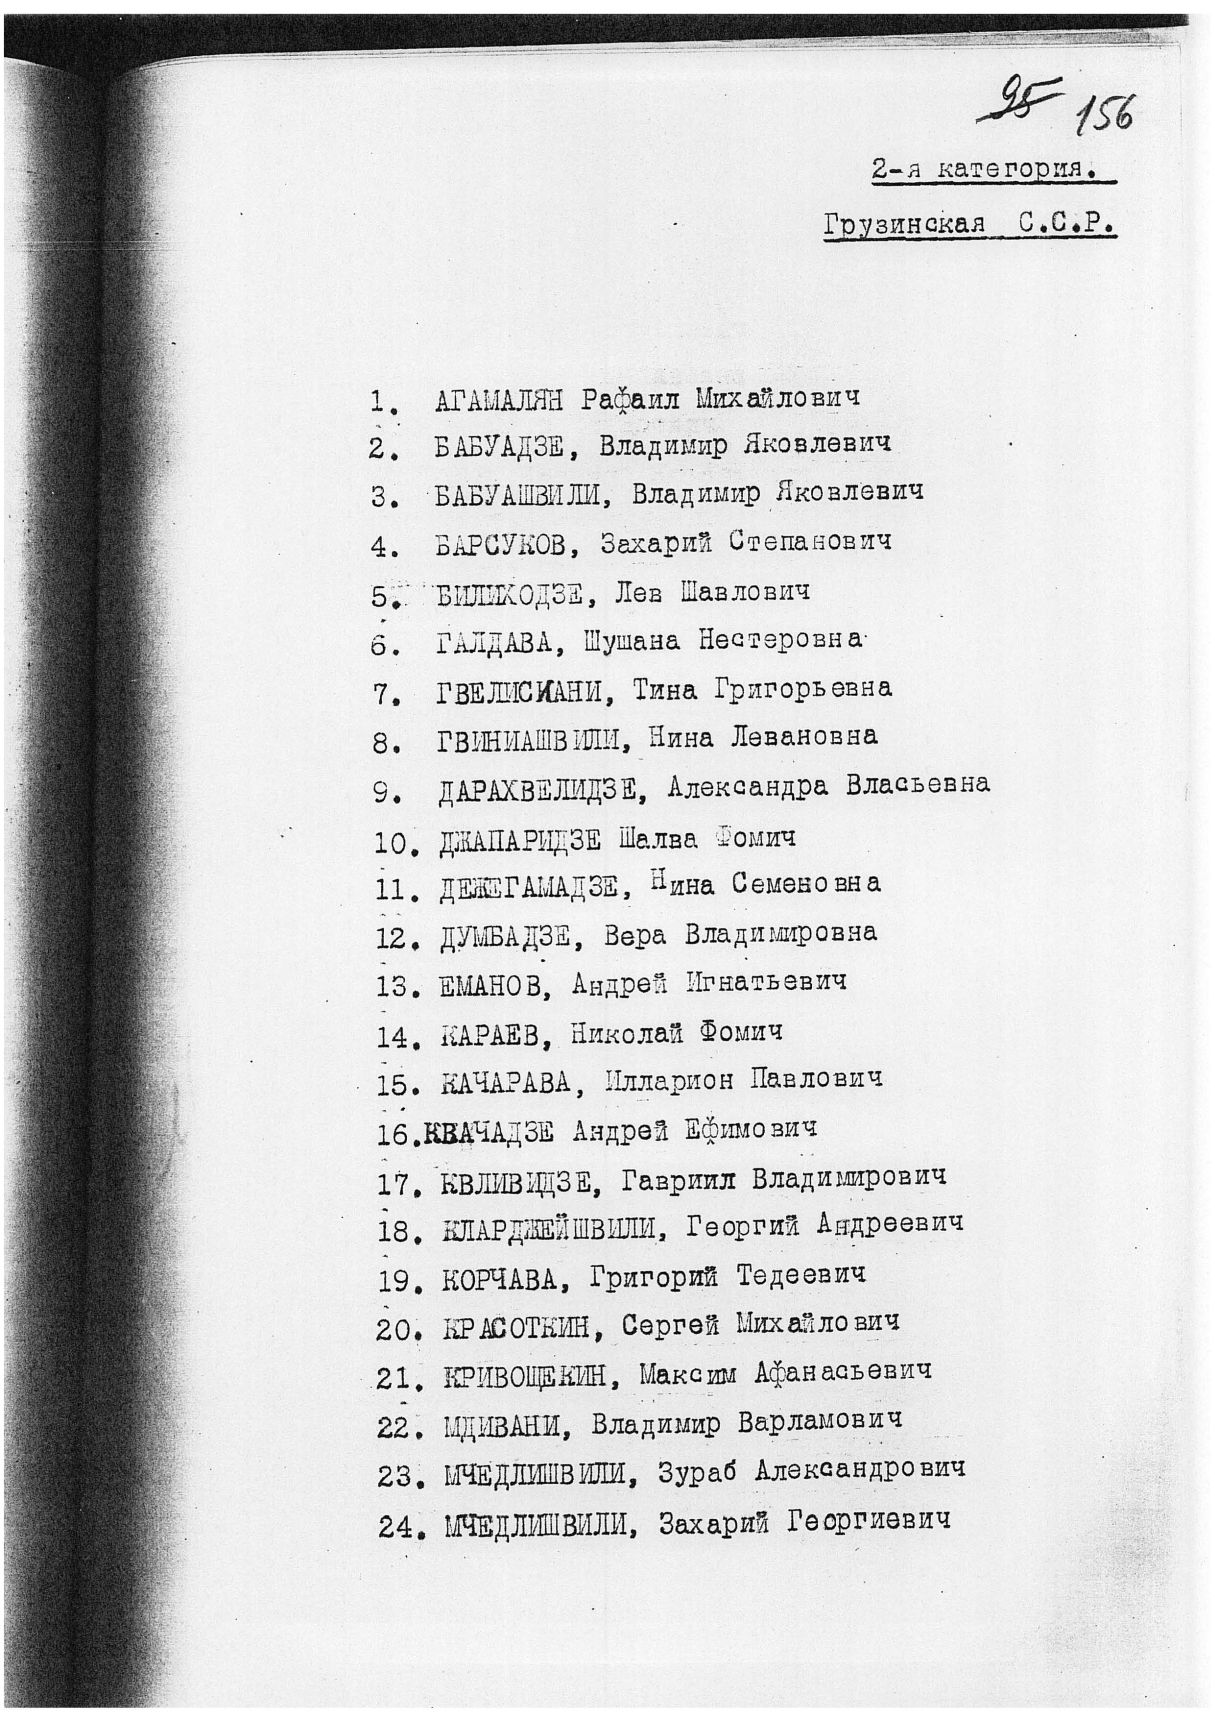 95 156
2-я категория.
Грузинская С.С.Р.
1. АГАМАЛЯН Рафаил Михайлович
2. БАБУАДЗЕ, Владимир Яковлевич
3. БАБУАШВИЛИ, Владимир Яковлевич
4. БАРСУКОВ, Захарий Степанович
5. БИЛИХОДЗЕ, Лев Шавлович
6. ГАЛДАВА, Шушана Нестеровна
7. ГВЕЛИСИАНИ, Тина Григорьевна
8. ГВИНИАШВИЛИ, Нина Левановна
9. ДАРАХВЕЛИДЗЕ, Александра Власьевна
10. ДЖАПАРИДЗЕ Шалва Фомич
11. ДЕЖЕГАМАДЗЕ, Нина Семеновна
12. ДУМБАДЗЕ, Вера Владимировна
13. ЕМАНОВ, Андрей Игнатьевич
14. КАРАЕВ, Николай Фомич
15. КАЧАРАВА, Илларион Павлович
16. КВАЧАДЗЕ Андрей Ефимович
17. КВЛИВИДЗЕ, Гавриил Владимирович
18. КЛАРДЖЕЙШВИЛИ, Георгий Андреевич
19. КОРЧАВА, Григорий Тедеевич
20. КРАСОТКИН, Сергей Михайлович
21. КРИВОЩЕКИН, Максим Афанасьевич
22. МДИВАНИ, Владимир Варламович
23. МЧЕДЛИШВИЛИ, Зураб Александрович
24. МЧЕДЛИШВИЛИ, Захарий Георгиевич